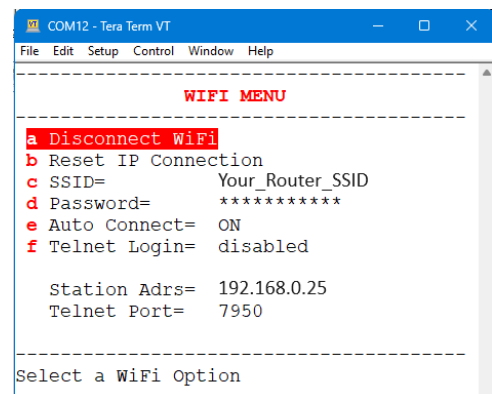 COM12 - Tera Term VT
File Edit Setup Control Window Help
---------------------------------------
WIFI MENU
---------------------------------------
a Disconnect WiFi
b Reset IP Connection
c SSID= Your_Router_SSID
d Password= ***********
e Auto Connect= ON
f Telnet Login= disabled
Station Adrs= 192.168.0.25
Telnet Port= 7950
---------------------------------------
Select a WiFi Option